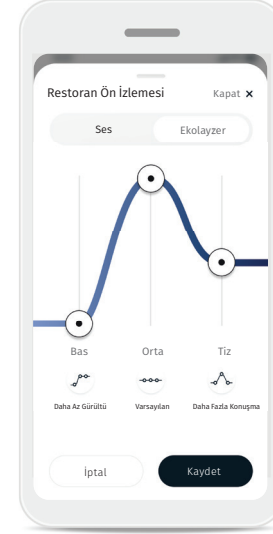 Restoran Ön İzlemesi Kapat ×
Ses Ekolayzer
Bas Orta Tiz
Daha Az Gürültü Varsayılan Daha Fazla Konuşma
İptal Kaydet